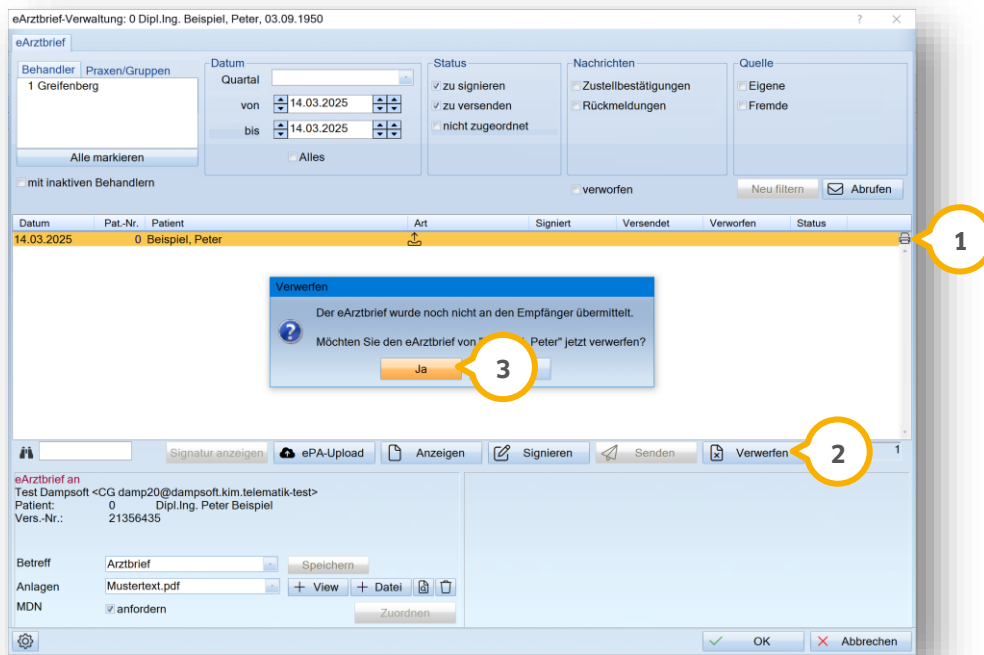 eArztbrief-Verwaltung: 0 Dipl.Ing. Beispiel, Peter, 03.09.1950
eArztbrief
Behandler Praxen/Gruppen
1 Greifenberg
Alle markieren
mit inaktiven Behandlern
Datum
Quartal
von 14.03.2025
bis 14.03.2025
Alles
Status
zu signieren
zu versenden
nicht zugeordnet
Nachrichten
Zustellbestätigungen
Rückmeldungen
verworfen
Quelle
Eigene
Fremde
Neu filtern Abrufen
Datum Pat.-Nr. Patient Art Signiert Versendet Verworfen Status
14.03.2025 0 Beispiel, Peter
1
Verwerfen
Der eArztbrief wurde noch nicht an den Empfänger übermittelt.
Möchten Sie den eArztbrief von " Peter" jetzt verwerfen?
Ja
3
Signatur anzeigen ePA-Upload Anzeigen Signieren Senden Verwerfen 1
2
eArztbrief an
Test Dampsoft <CG damp20@dampsoft.kim.telematik-test>
Patient: 0 Dipl.Ing. Peter Beispiel
Vers.-Nr.: 21356435
Betreff Arztbrief Speichern
Anlagen Mustertext.pdf + View + Datei
MDN anfordern Zuordnen
OK Abbrechen